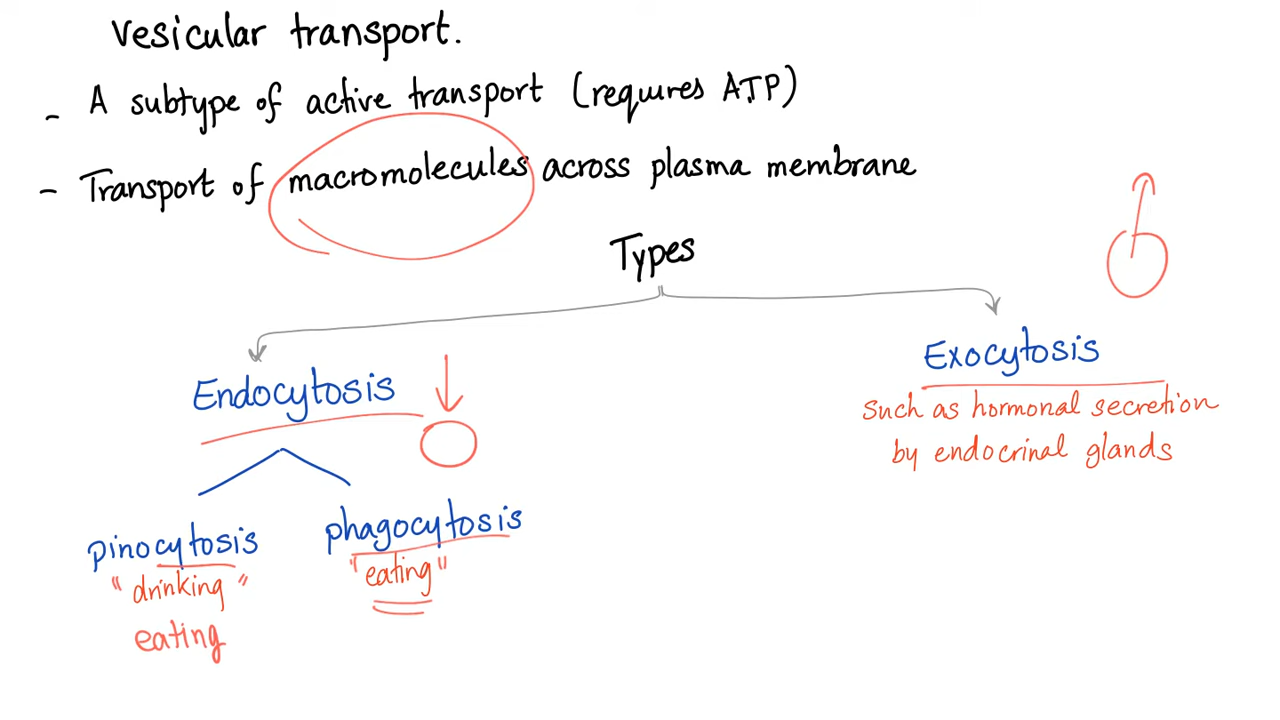 Vesicular transport.
- A subtype of active transport (requires ATP)
- Transport of macromolecules across plasma membrane
Types
Endocytosis
Exocytosis
such as hormonal secretion
by endocrinal glands
pinocytosis
"drinking"
eating
phagocytosis
"eating"